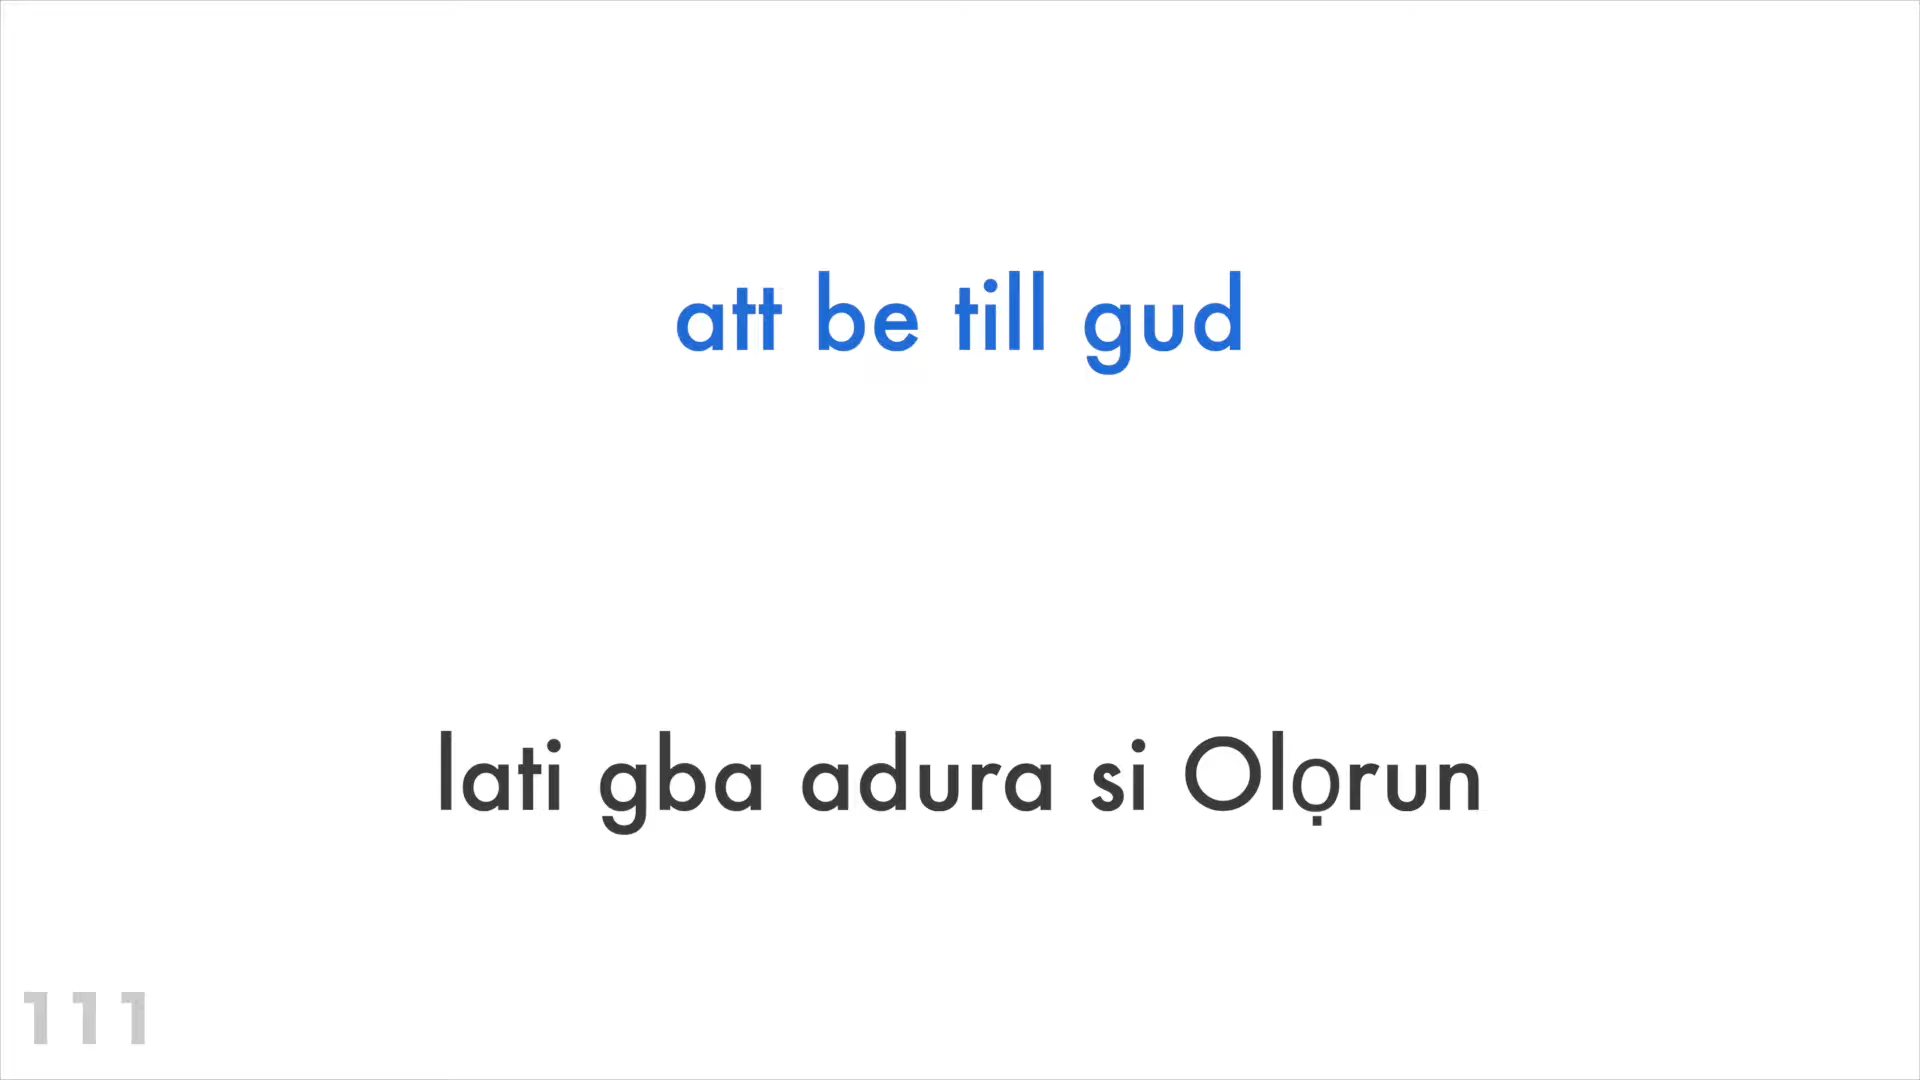 att be till gud
lati gba adura si Olọrun
111